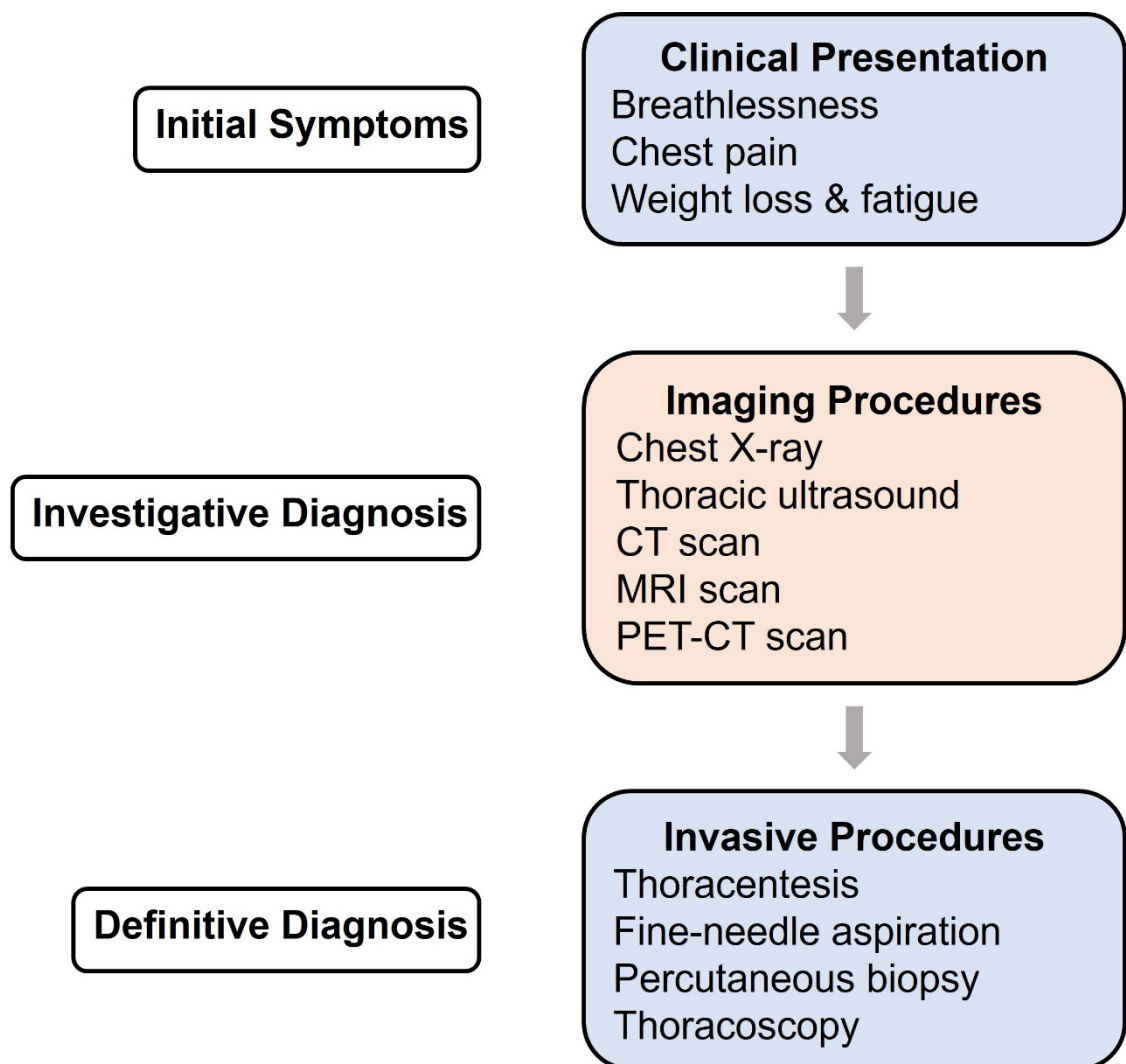 Initial Symptoms
Clinical Presentation
Breathlessness
Chest pain
Weight loss & fatigue
Investigative Diagnosis
Imaging Procedures
Chest X-ray
Thoracic ultrasound
CT scan
MRI scan
PET-CT scan
Definitive Diagnosis
Invasive Procedures
Thoracentesis
Fine-needle aspiration
Percutaneous biopsy
Thoracoscopy